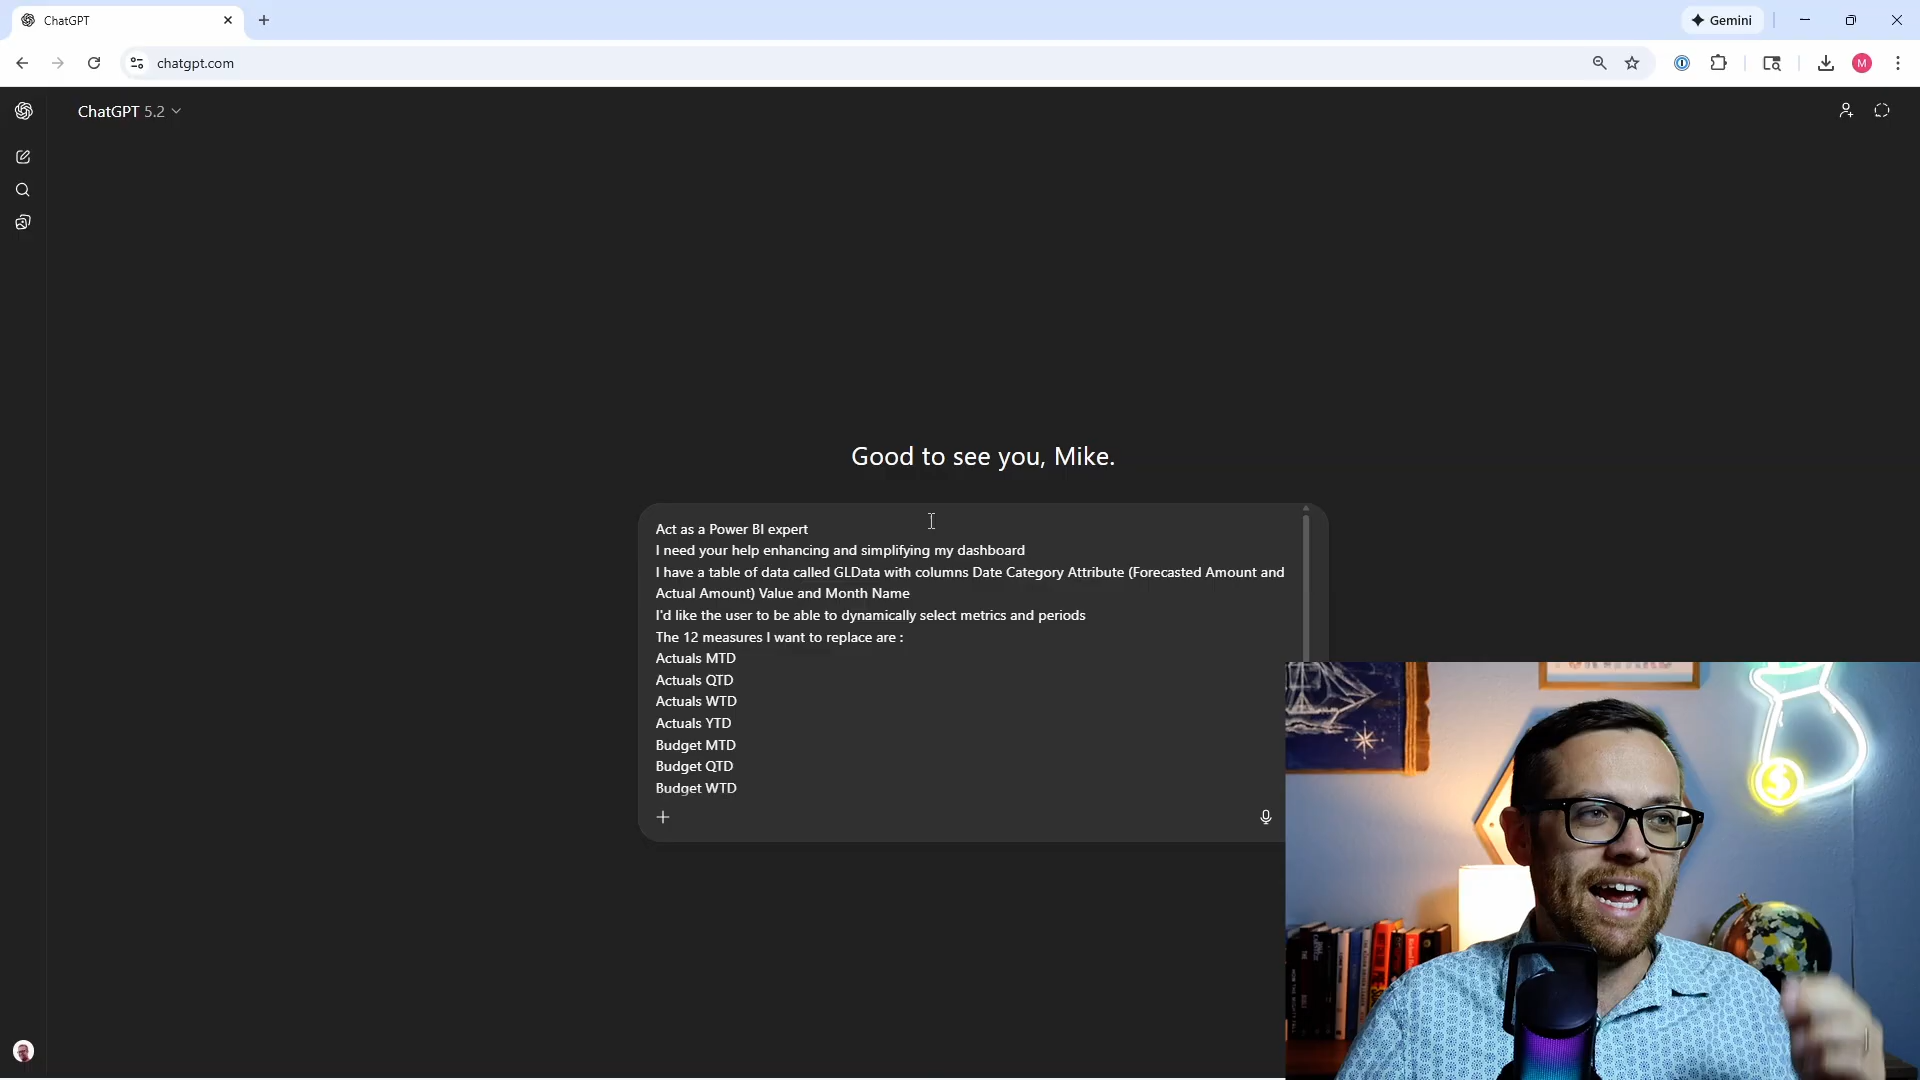 ChatGPT
Gemini
chatgpt.com
M
ChatGPT 5.2
Good to see you, Mike.
Act as a Power BI expert
I need your help enhancing and simplifying my dashboard
I have a table of data called GLData with columns Date Category Attribute (Forecasted Amount and
Actual Amount) Value and Month Name
I'd like the user to be able to dynamically select metrics and periods
The 12 measures I want to replace are :
Actuals MTD
Actuals QTD
Actuals WTD
Actuals YTD
Budget MTD
Budget QTD
Budget WTD